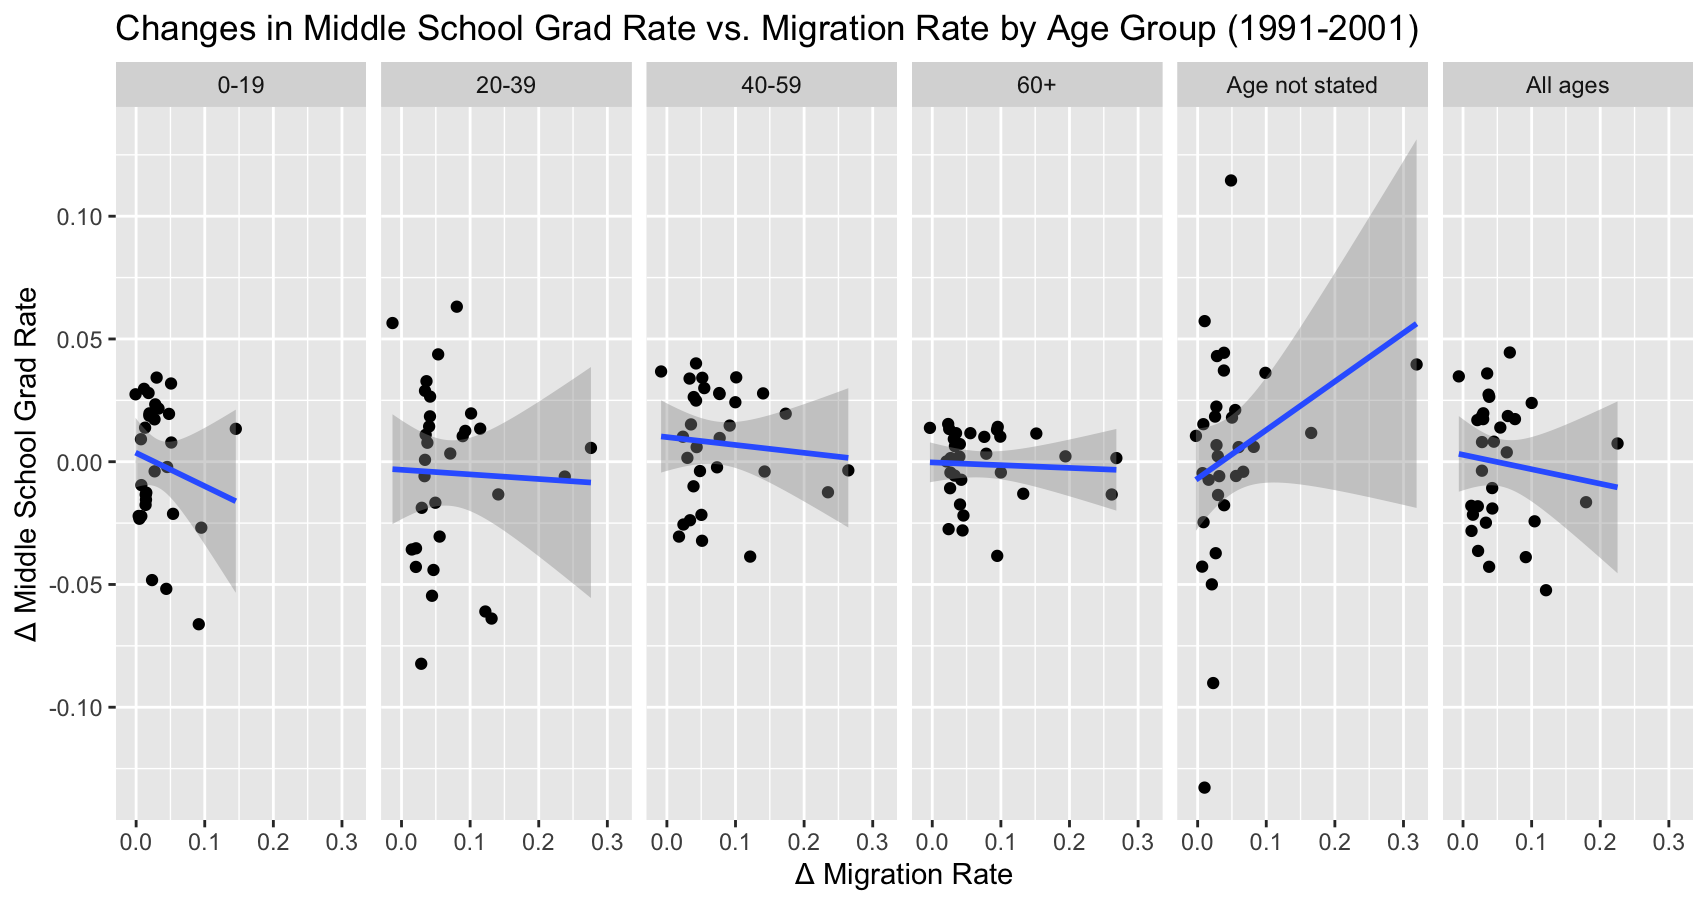 Changes in Middle School Grad Rate vs. Migration Rate by Age Group (1991-2001)
0-19 20-39 40-59 60+ Age not stated All ages
Δ Middle School Grad Rate
0.10
0.05
0.00
-0.05
-0.10
0.0 0.1 0.2 0.3 0.0 0.1 0.2 0.3 0.0 0.1 0.2 0.3 0.0 0.1 0.2 0.3 0.0 0.1 0.2 0.3 0.0 0.1 0.2 0.3
Δ Migration Rate